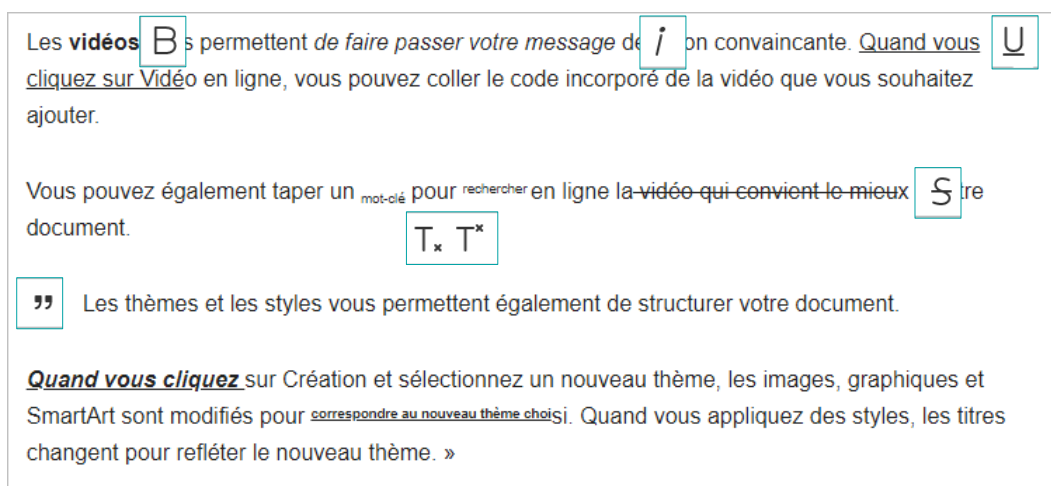 Les vidéos B s permettent de faire passer votre message de i on convaincante. Quand vous U
cliquez sur Vidéo en ligne, vous pouvez coller le code incorporé de la vidéo que vous souhaitez
ajouter.
Vous pouvez également taper un mot-clé pour rechercher en ligne la vidéo qui convient le mieux S tre
document.
Tx Tx
" Les thèmes et les styles vous permettent également de structurer votre document.
Quand vous cliquez sur Création et sélectionnez un nouveau thème, les images, graphiques et
SmartArt sont modifiés pour correspondre au nouveau thème choisi. Quand vous appliquez des styles, les titres
changent pour refléter le nouveau thème. »